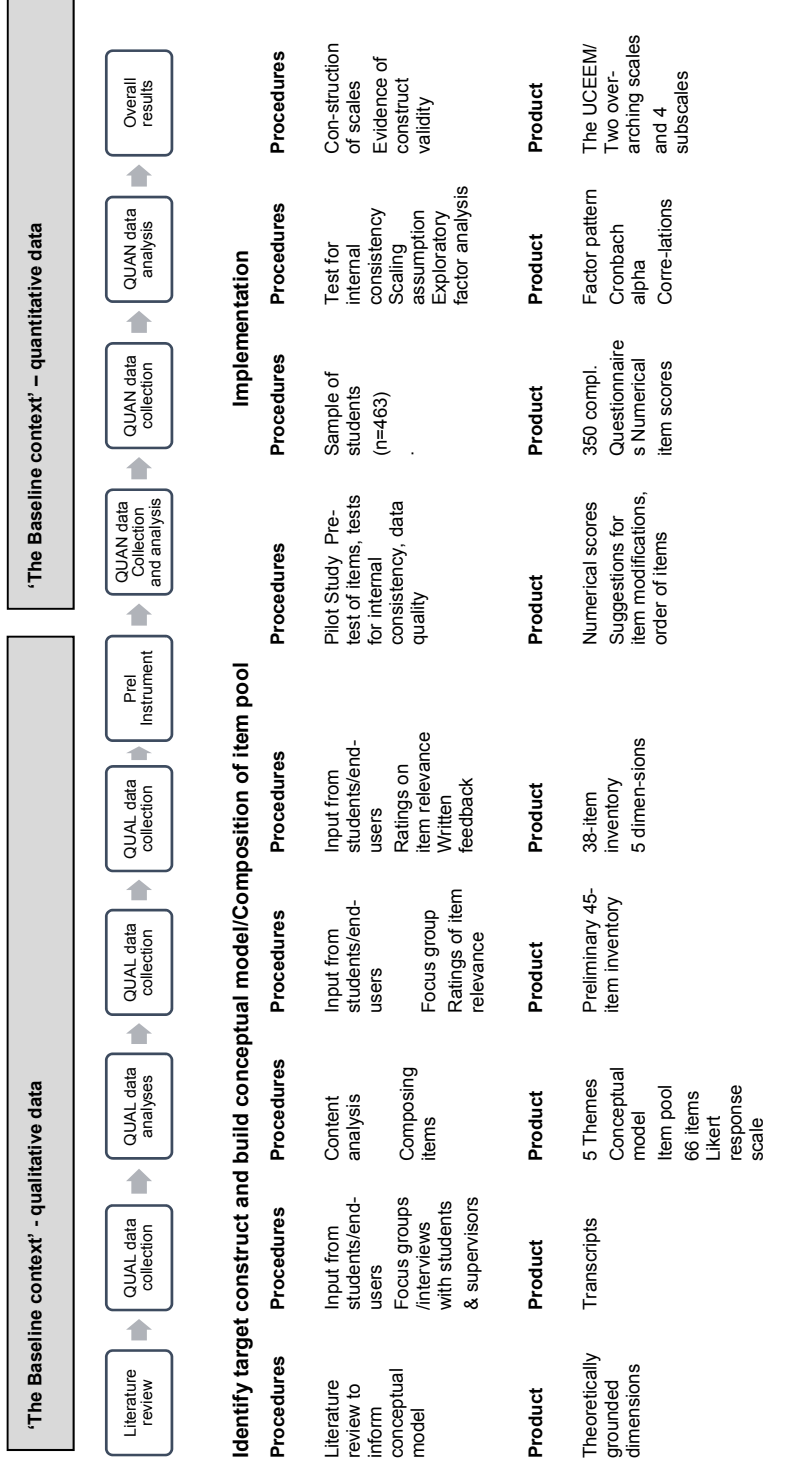 'The Baseline context' - qualitative data
'The Baseline context' – quantitative data
Literature
review
QUAL data
collection
QUAL data
analyses
QUAL data
collection
QUAL data
collection
Prel
Instrument
QUAN data
Collection
and analysis
QUAN data
collection
QUAN data
analysis
Overall
results
Identify target construct and build conceptual model/Composition of item pool
Implementation
Procedures
Literature
review to
inform
conceptual
model
Product
Theoretically
grounded
dimensions
Procedures
Input from
students/end-
users
Focus groups
/interviews
with students
& supervisors
Product
Transcripts
Procedures
Content
analysis
Composing
items
Product
5 Themes
Conceptual
model
Item pool
66 items
Likert
response
scale
Procedures
Input from
students/end-
users
Focus group
Ratings of item
relevance
Product
Preliminary 45-
item inventory
Procedures
Input from
students/end-
users
Ratings on
item relevance
Written
feedback
Product
38-item
inventory
5 dimen-sions
Procedures
Pilot Study Pre-
test of items, tests
for internal
consistency, data
quality
Product
Numerical scores
Suggestions for
item modifications,
order of items
Procedures
Sample of
students
(n=463)
.
Product
350 compl.
Questionnaire
s Numerical
item scores
Procedures
Test for
internal
consistency
Scaling
assumption
Exploratory
factor analysis
Product
Factor pattern
Cronbach
alpha
Corre-lations
Procedures
Con-struction
of scales
Evidence of
construct
validity
Product
The UCEEM/
Two over-
arching scales
and 4
subscales